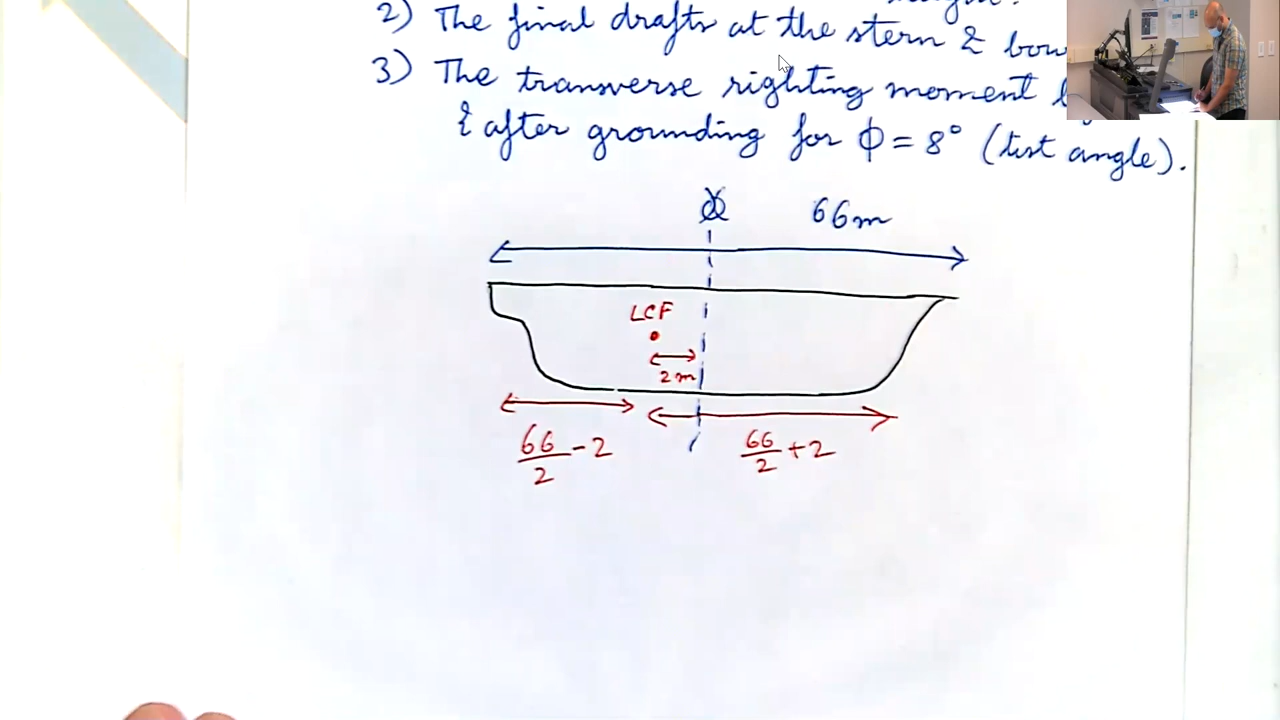 2) The final drafts at the stern & bow
3) The transverse righting moment
& after grounding for ϕ = 8° (test angle).
66m
LCF
2m
66/2 - 2
66/2 + 2